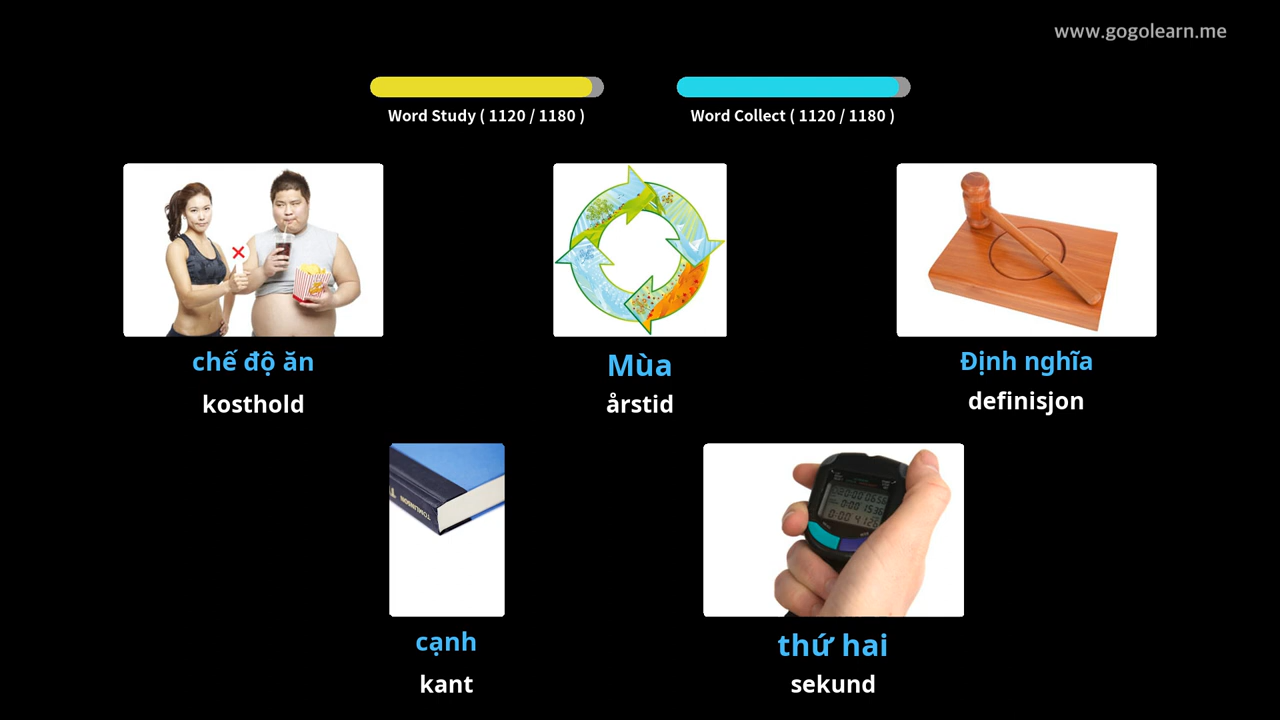 www.gogolearn.me
Word Study ( 1120 / 1180 )
Word Collect ( 1120 / 1180 )
chế độ ăn
kosthold
Mùa
årstid
Định nghĩa
definisjon
TOMLINSON
cạnh
kant
thứ hai
sekund